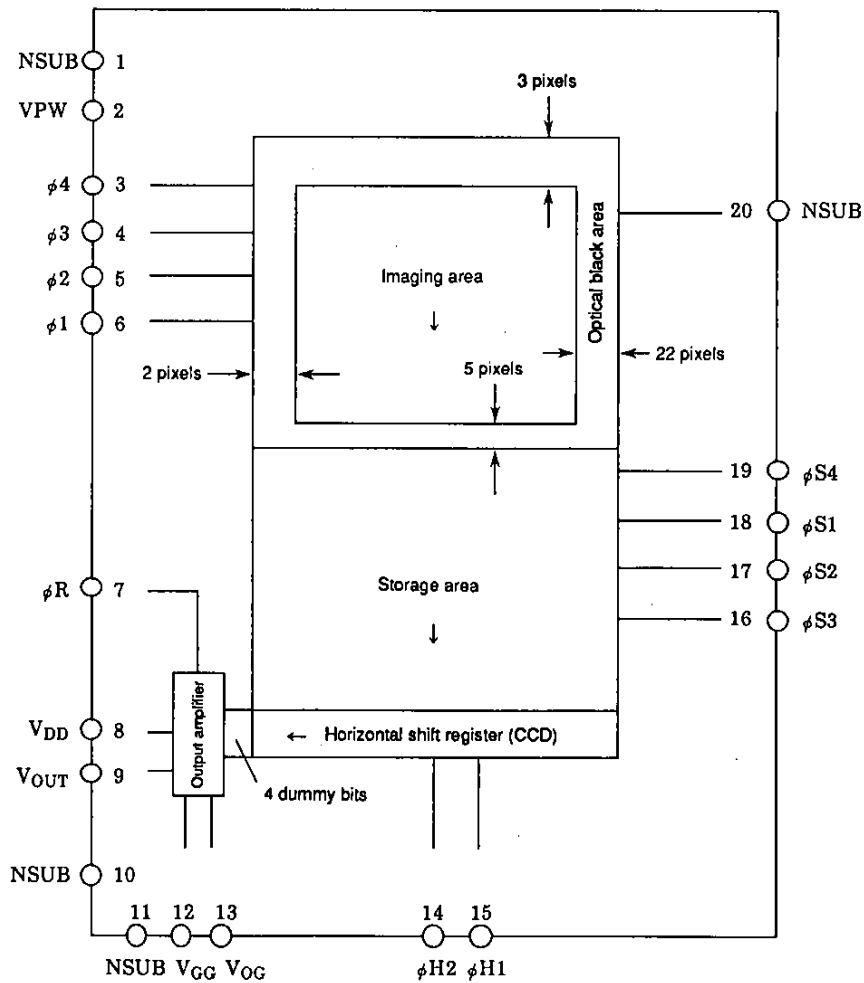 NSUB 1
3 pixels
VPW 2
φ4 3
20 NSUB
φ3 4
Optical black area
φ2 5
Imaging area
φ1 6
2 pixels
5 pixels
22 pixels
19 φS4
18 φS1
17 φS2
φR 7
Storage area
16 φS3
Output amplifier
VDD 8
Horizontal shift register (CCD)
VOUT 9
4 dummy bits
NSUB 10
11 12 13 14 15
NSUB VGG VOG φH2 φH1